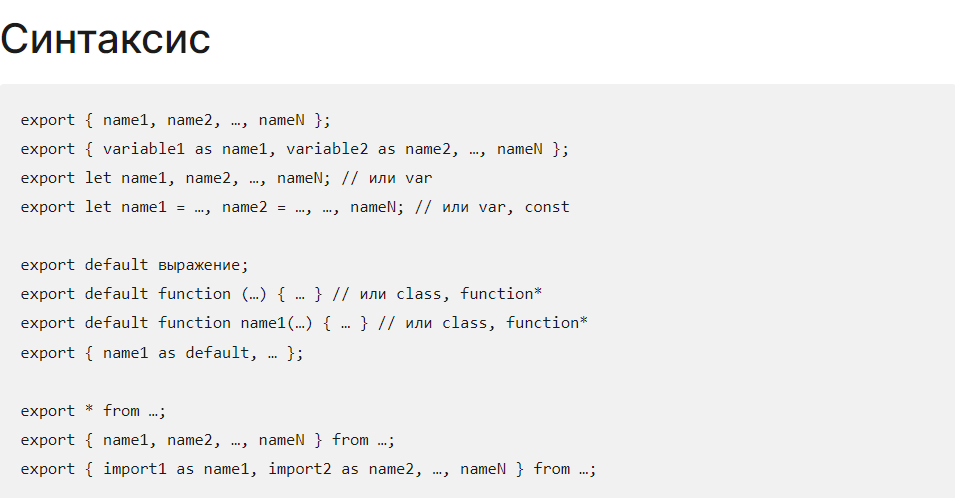 Синтаксис
export { name1, name2, …, nameN };
export { variable1 as name1, variable2 as name2, …, nameN };
export let name1, name2, …, nameN; // или var
export let name1 = …, name2 = …, …, nameN; // или var, const
export default выражение;
export default function (…) { … } // или class, function*
export default function name1(…) { … } // или class, function*
export { name1 as default, … };
export * from …;
export { name1, name2, …, nameN } from …;
export { import1 as name1, import2 as name2, …, nameN } from …;